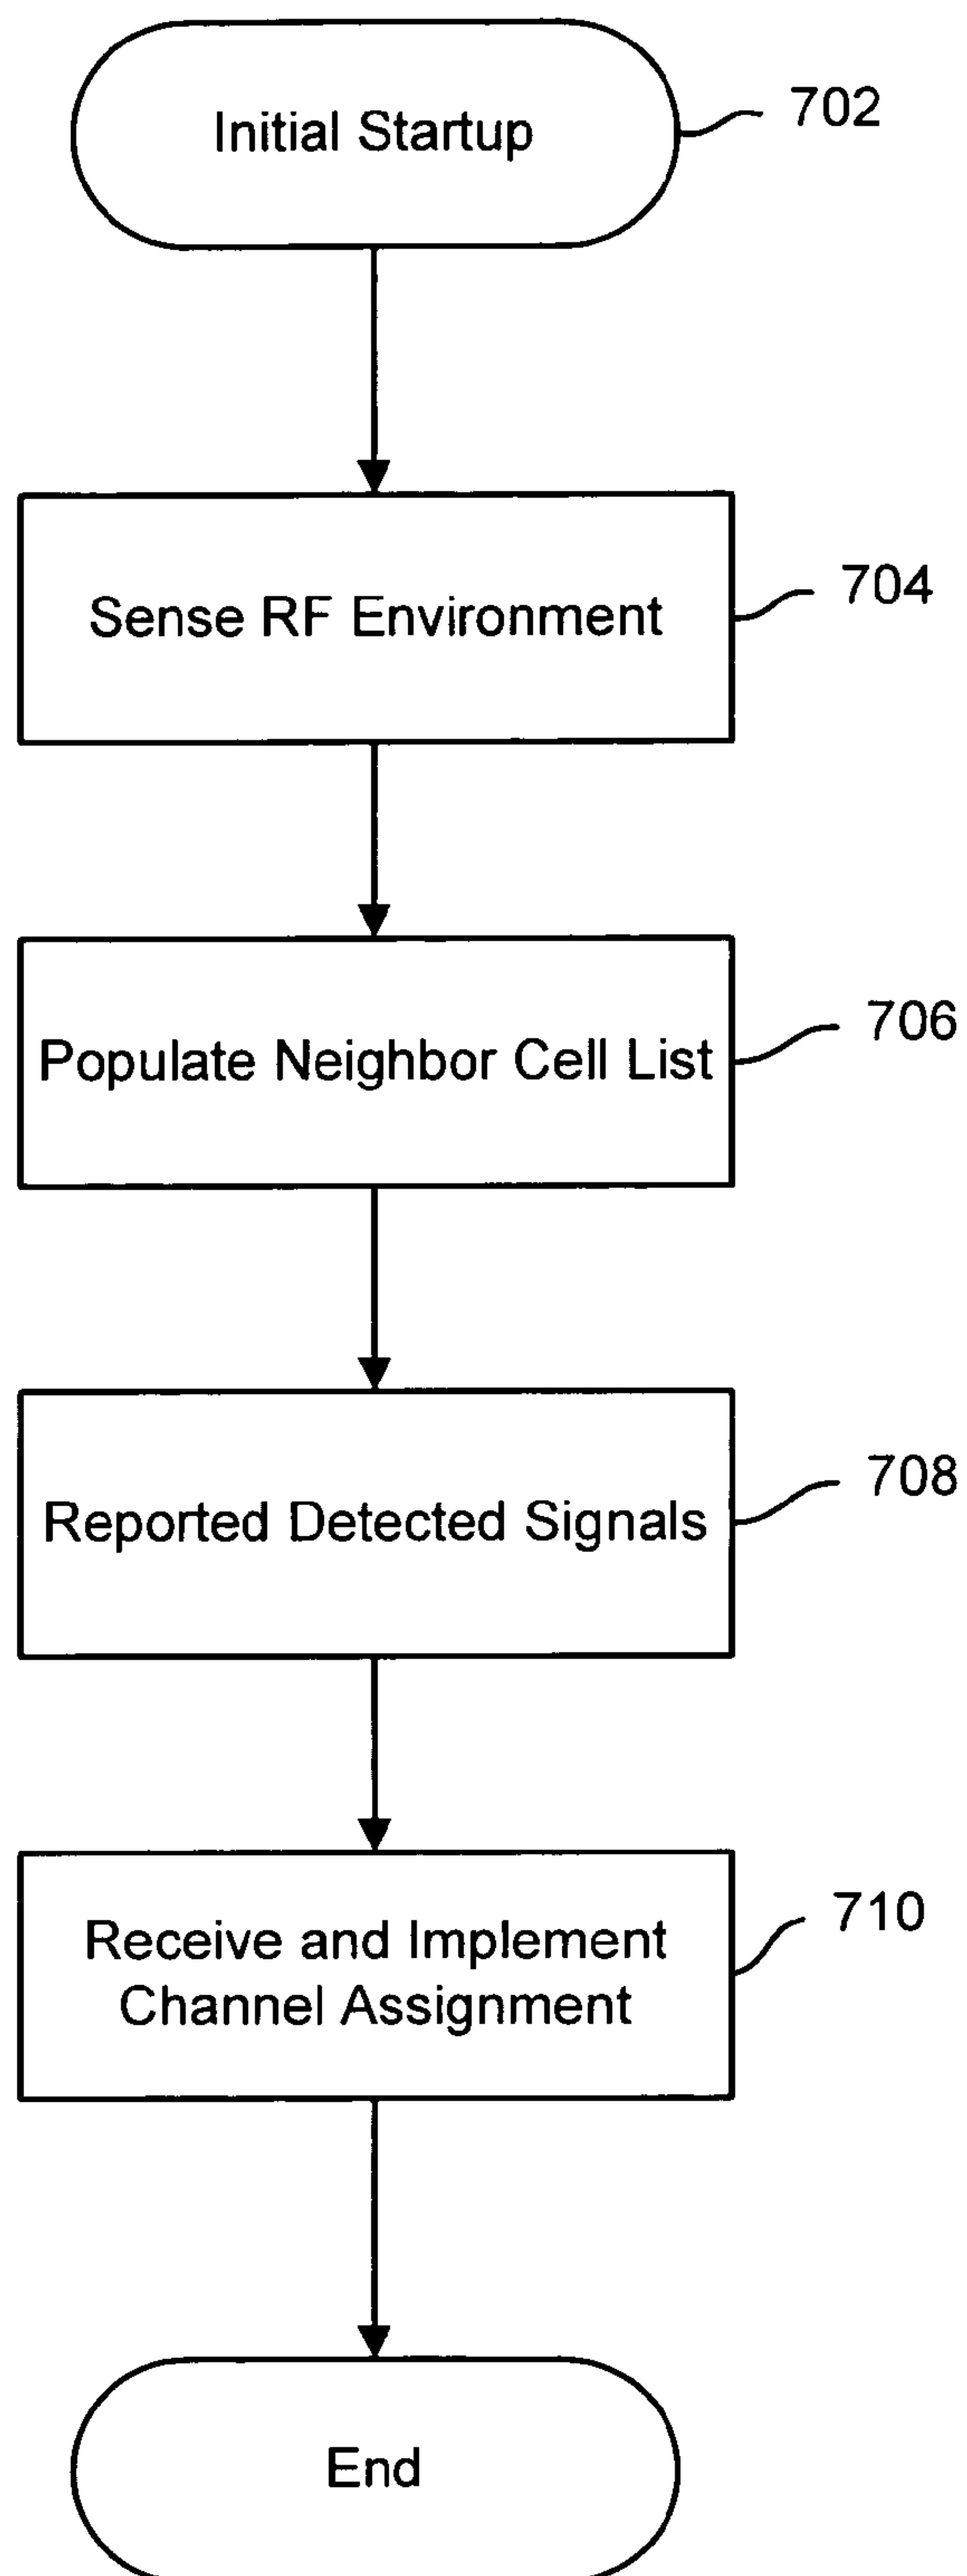 Initial Startup
702
Sense RF Environment
704
Populate Neighbor Cell List
706
Reported Detected Signals
708
Receive and Implement
Channel Assignment
710
End